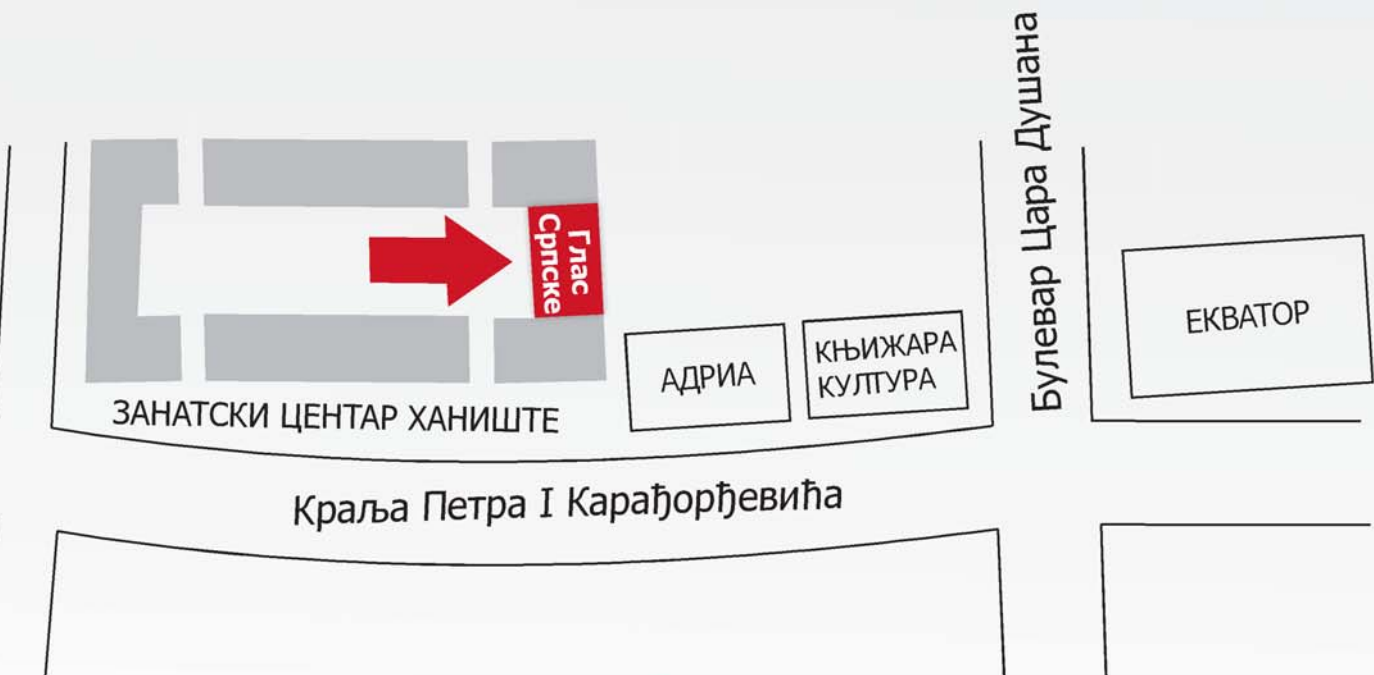 Булевар Цара Душана
Глас
Српске
ЕКВАТОР
КЊИЖАРА
КУЛТУРА
АДРИА
ЗАНАТСКИ ЦЕНТАР ХАНИШТЕ
Краља Петра I Карађорђевића